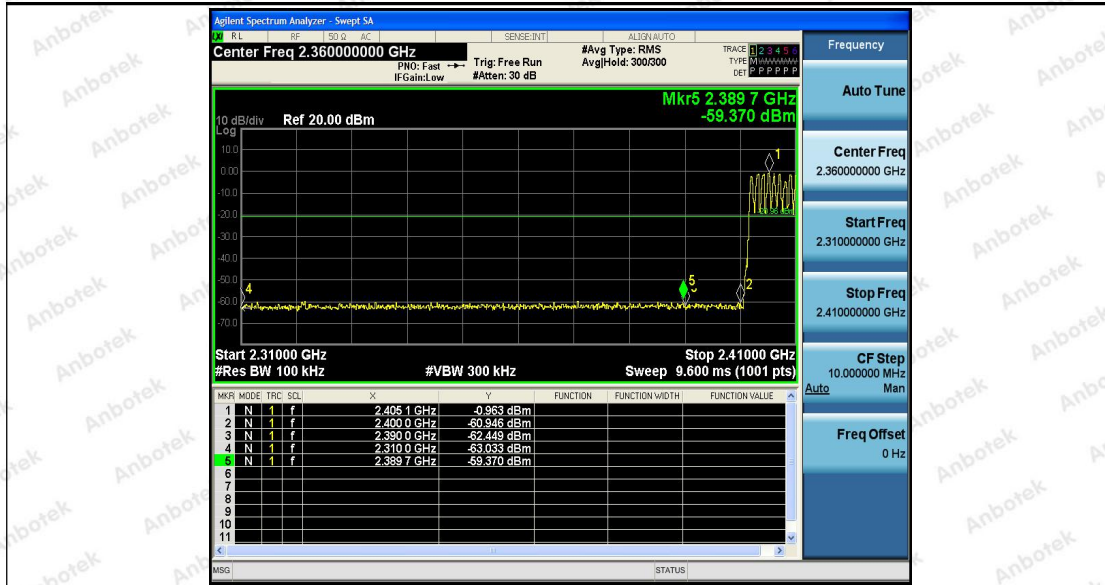 Agilent Spectrum Analyzer - Swept SA
RL RF 50 Ω AC SENSE:INT ALIGNAUTO
Center Freq 2.360000000 GHz
PNO: Fast
IFGain:Low
Trig: Free Run
#Atten: 30 dB
#Avg Type: RMS
Avg|Hold: 300/300
TRACE 1 2 3 4 5 6
TYPE M
DET P P P P P P
Mkr5 2.389 7 GHz
-59.370 dBm
10 dB/div Ref 20.00 dBm
Log
10.0
0.00
-10.0
-20.0
-30.0
-40.0
-50.0
-60.0
-70.0
1
2
4
5
-20.96 dBm
Start 2.31000 GHz Stop 2.41000 GHz
#Res BW 100 kHz #VBW 300 kHz Sweep 9.600 ms (1001 pts)
MKR MODE TRC SCL X Y FUNCTION FUNCTION WIDTH FUNCTION VALUE
1 N 1 f 2.405 1 GHz -0.963 dBm
2 N 1 f 2.400 0 GHz -60.946 dBm
3 N 1 f 2.390 0 GHz -62.449 dBm
4 N 1 f 2.310 0 GHz -63.033 dBm
5 N 1 f 2.389 7 GHz -59.370 dBm
6
7
8
9
10
11
MSG STATUS
Frequency
Auto Tune
Center Freq
2.360000000 GHz
Start Freq
2.310000000 GHz
Stop Freq
2.410000000 GHz
CF Step
10.000000 MHz
Auto Man
Freq Offset
0 Hz
Anbotek